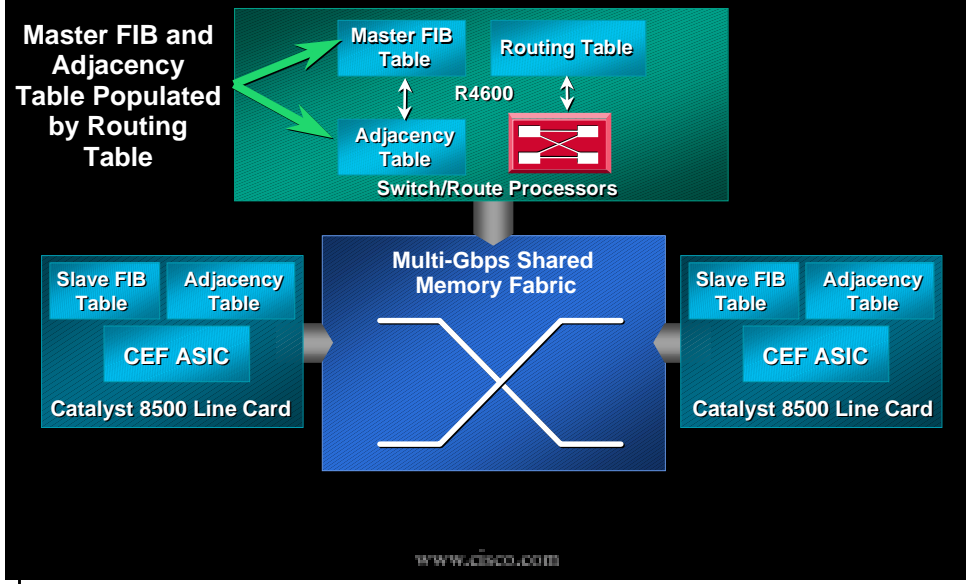 Master FIB and
Adjacency
Table Populated
by Routing
Table
Master FIB
Table
Routing Table
R4600
Adjacency
Table
Switch/Route Processors
Multi-Gbps Shared
Memory Fabric
Slave FIB
Table
Adjacency
Table
CEF ASIC
Catalyst 8500 Line Card
Slave FIB
Table
Adjacency
Table
CEF ASIC
Catalyst 8500 Line Card
www.cisco.com